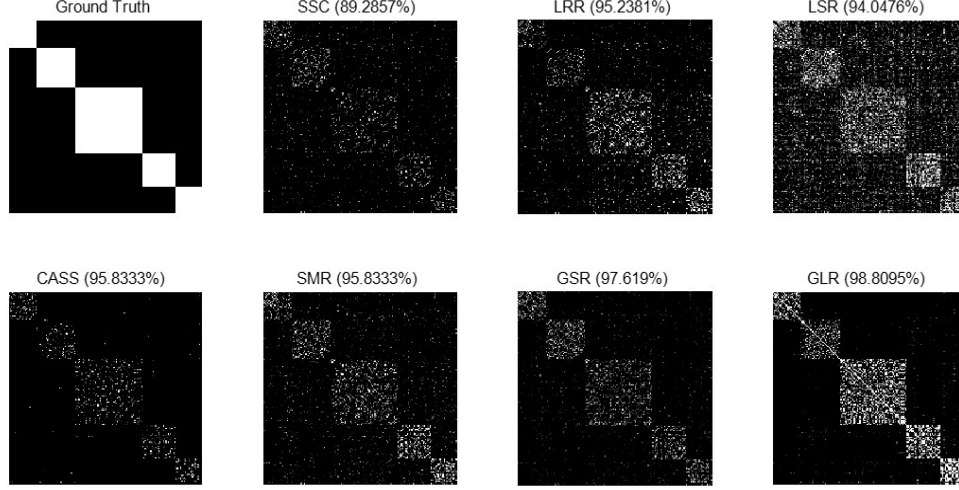 Ground Truth
SSC (89.2857%)
LRR (95.2381%)
LSR (94.0476%)
CASS (95.8333%)
SMR (95.8333%)
GSR (97.619%)
GLR (98.8095%)